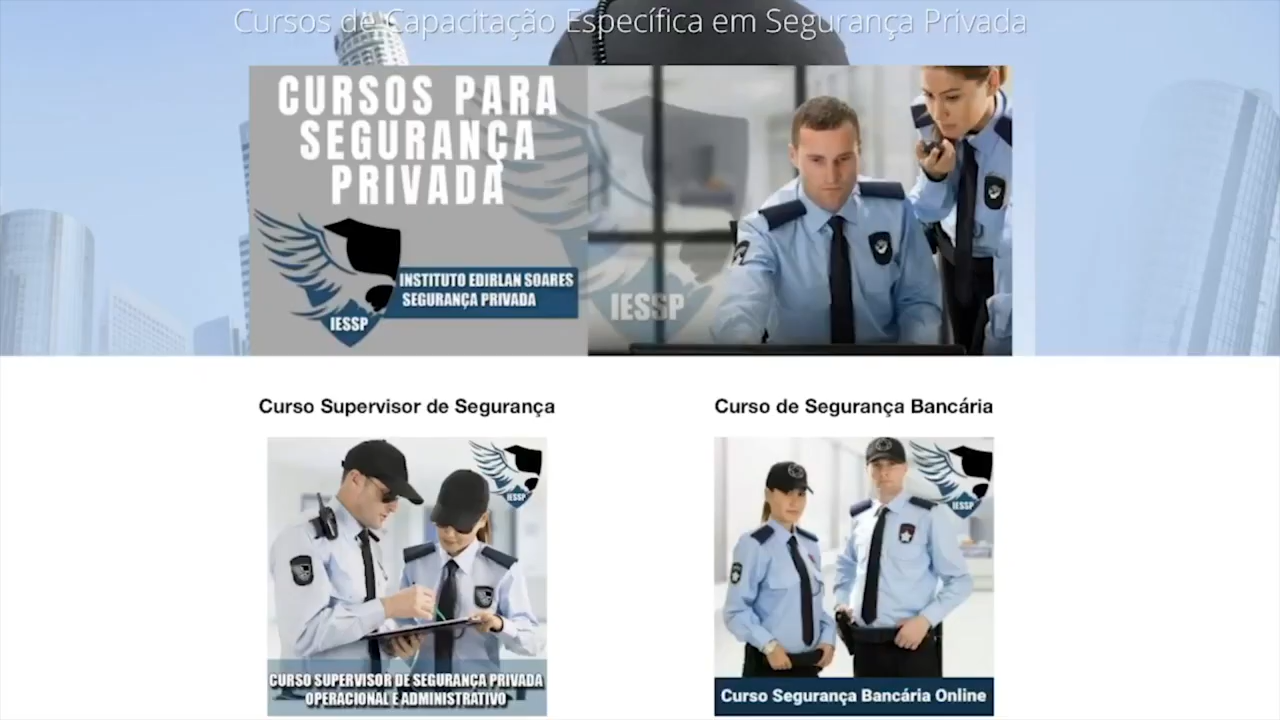 Cursos de Capacitação Específica em Segurança Privada
CURSOS PARA
SEGURANÇA
PRIVADA
INSTITUTO EDIRLAN SOARES
SEGURANÇA PRIVADA
IESSP
IESSP
Curso Supervisor de Segurança
Curso de Segurança Bancária
IESSP
IESSP
CURSO SUPERVISOR DE SEGURANÇA PRIVADA
OPERACIONAL E ADMINISTRATIVO
Curso Segurança Bancária Online